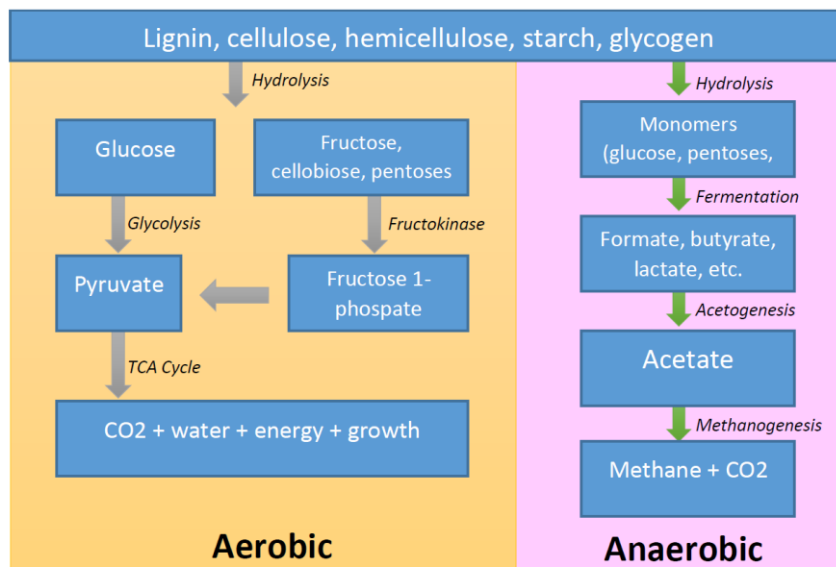 Lignin, cellulose, hemicellulose, starch, glycogen
Hydrolysis
Glucose
Fructose,
cellobiose, pentoses
Glycolysis
Fructokinase
Pyruvate
Fructose 1-
phospate
TCA Cycle
CO2 + water + energy + growth
Aerobic
Hydrolysis
Monomers
(glucose, pentoses,
Fermentation
Formate, butyrate,
lactate, etc.
Acetogenesis
Acetate
Methanogenesis
Methane + CO2
Anaerobic